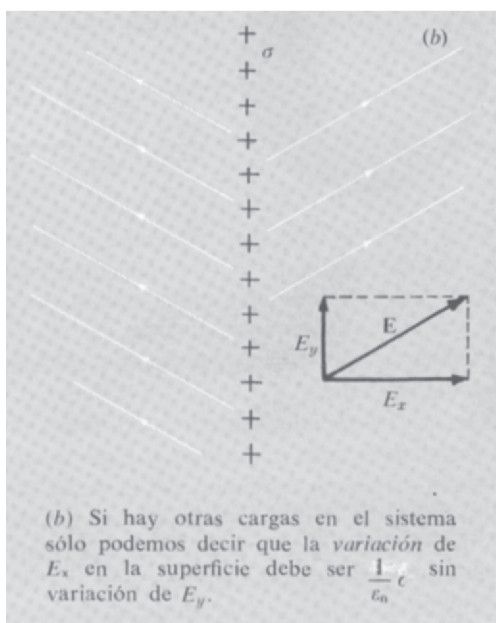 (b)
σ
E
E_y
E_x
(b) Si hay otras cargas en el sistema
sólo podemos decir que la variación de
Eₓ en la superficie debe ser 1/ε₀ sin
variación de E_y.